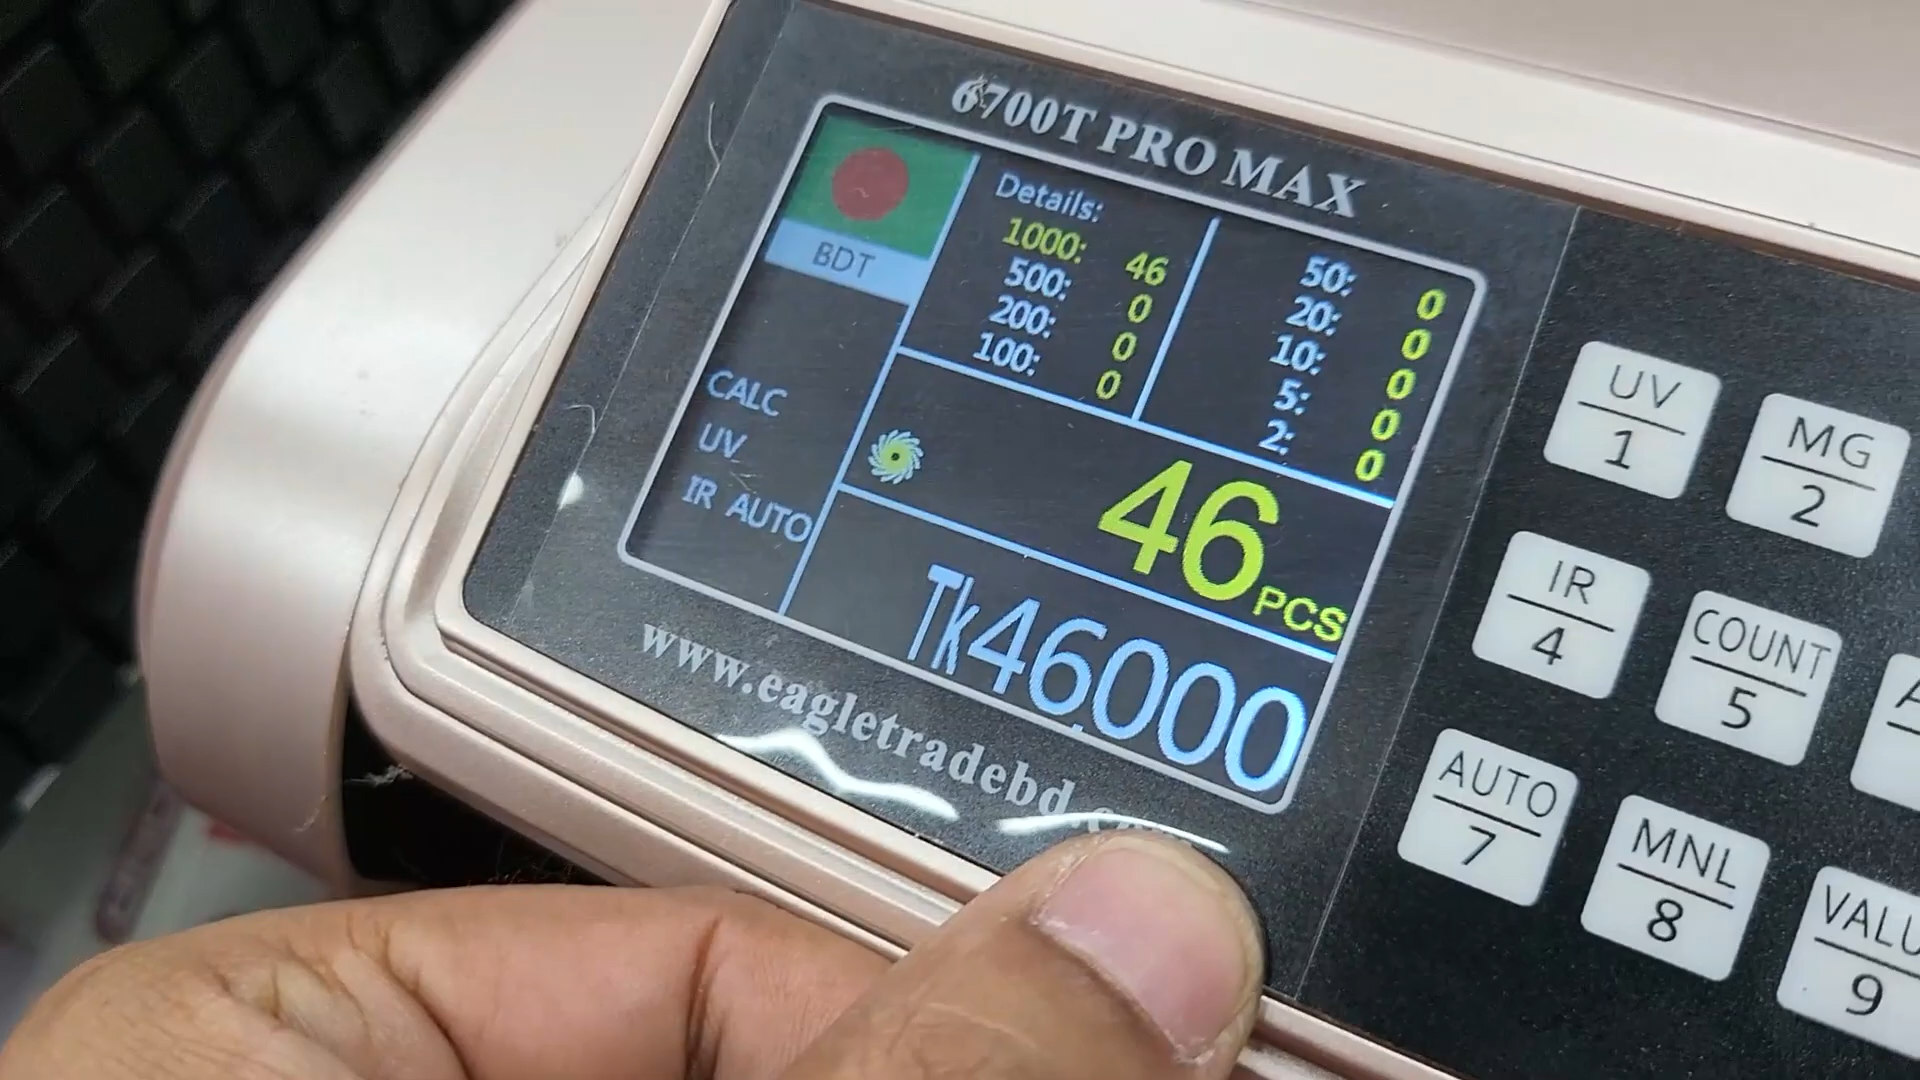 6700T PRO MAX
BDT
CALC
UV
IR AUTO
Details:
1000: 46
500: 0
200: 0
100: 0
50: 0
20: 0
10: 0
5: 0
2: 0
46 PCS
Tk46000
www.eagletradebd.
UV
1
MG
2
IR
4
COUNT
5
AUTO
7
MNL
8
VALU
9